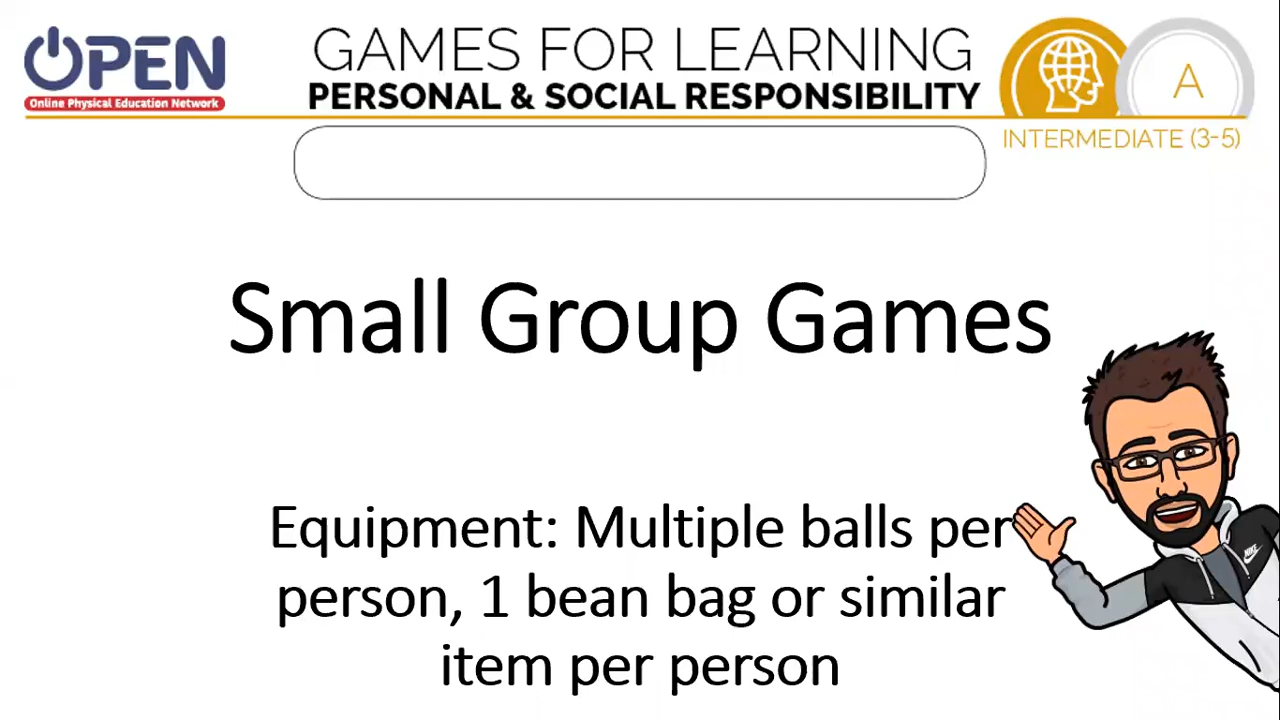 OPEN
Online Physical Education Network
GAMES FOR LEARNING
PERSONAL & SOCIAL RESPONSIBILITY
A
INTERMEDIATE (3-5)
Small Group Games
Equipment: Multiple balls per
person, 1 bean bag or similar
item per person